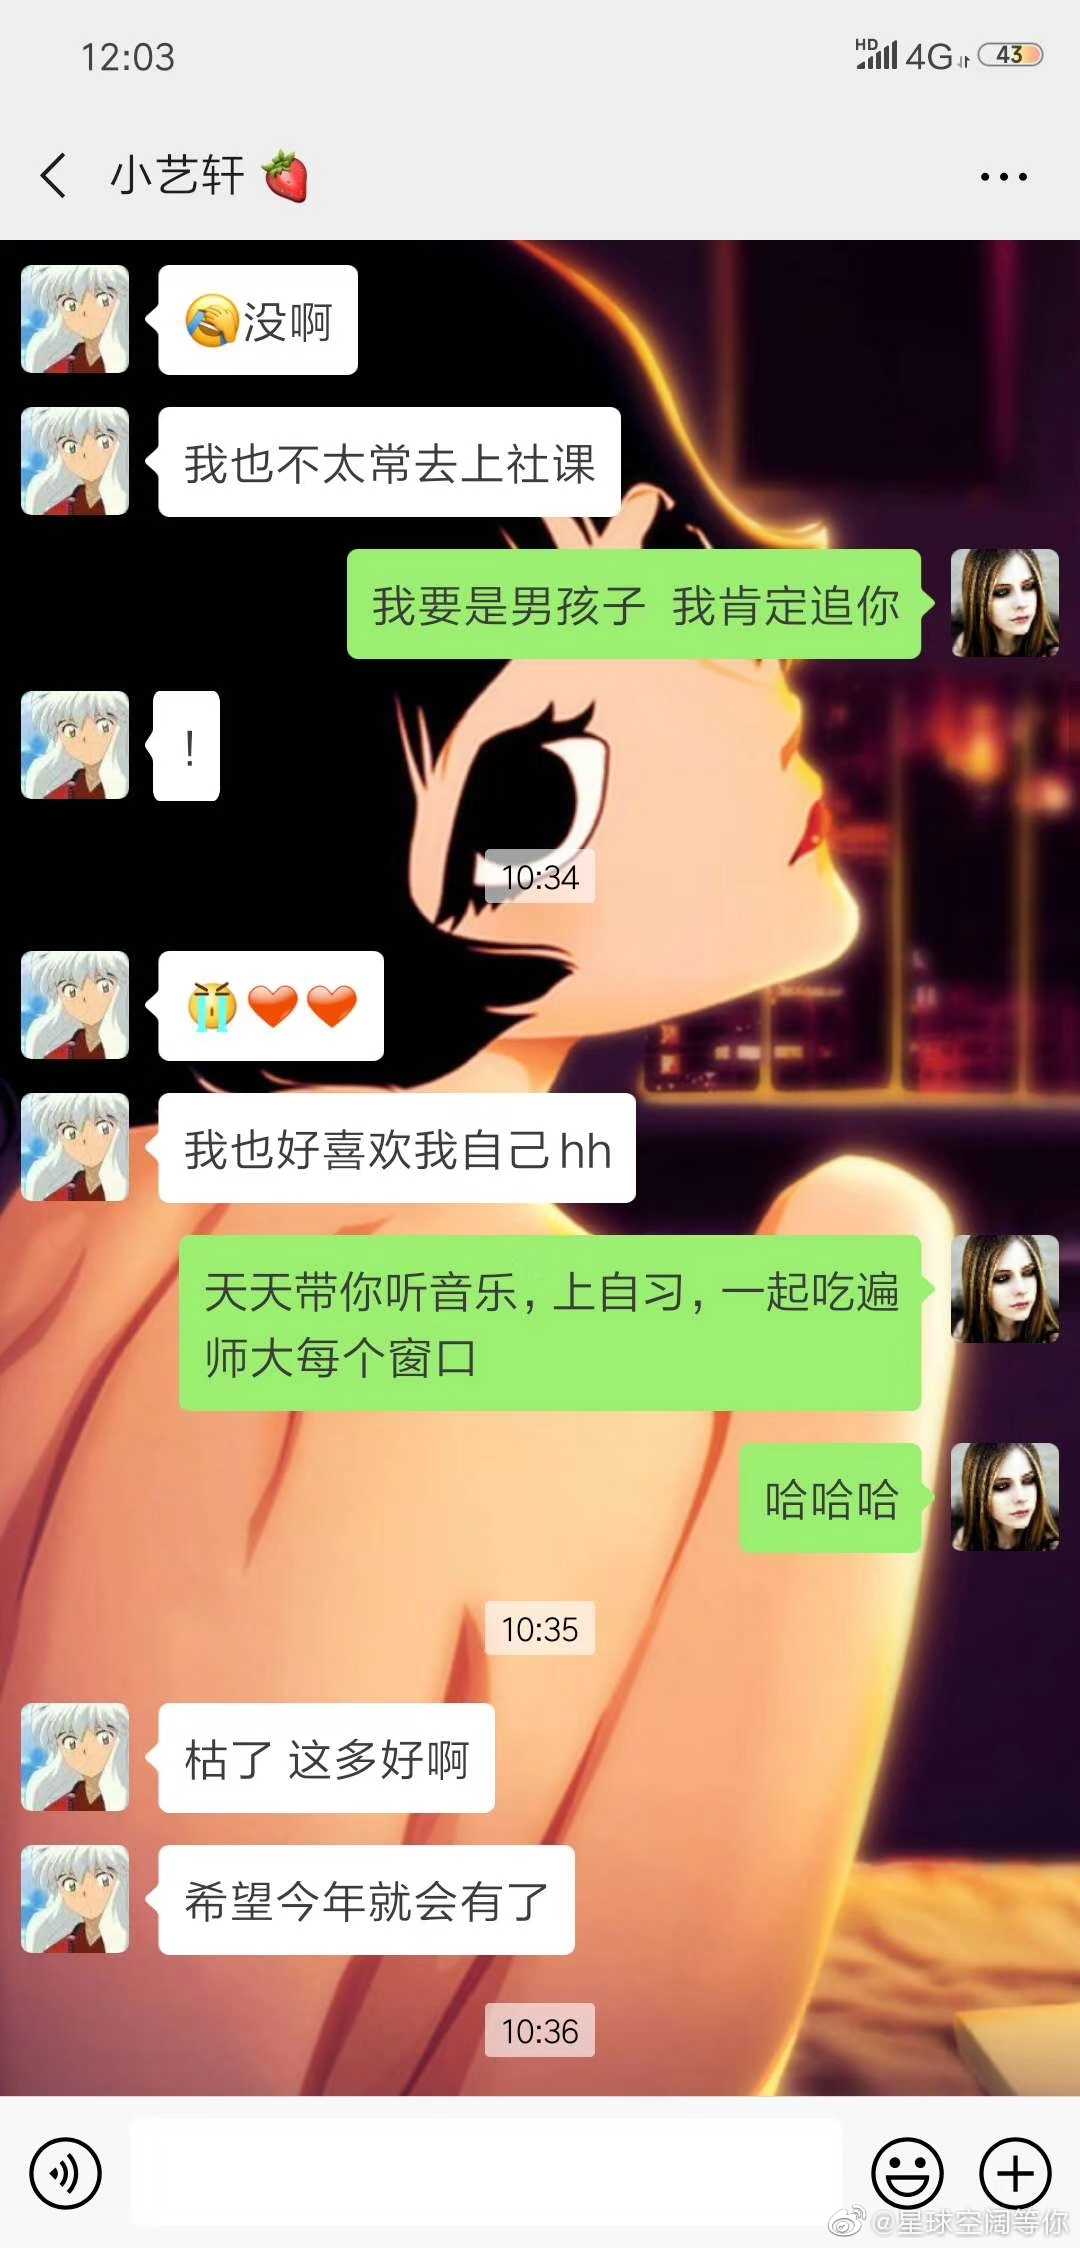 12:03
HD 4G 43
小艺轩 🍓
🤣没啊
我也不太常去上社课
我要是男孩子 我肯定追你
！
10:34
😭❤❤
我也好喜欢我自己hh
天天带你听音乐，上自习，一起吃遍
师大每个窗口
哈哈哈
10:35
枯了 这多好啊
希望今年就会有了
10:36
@星球空阔等你